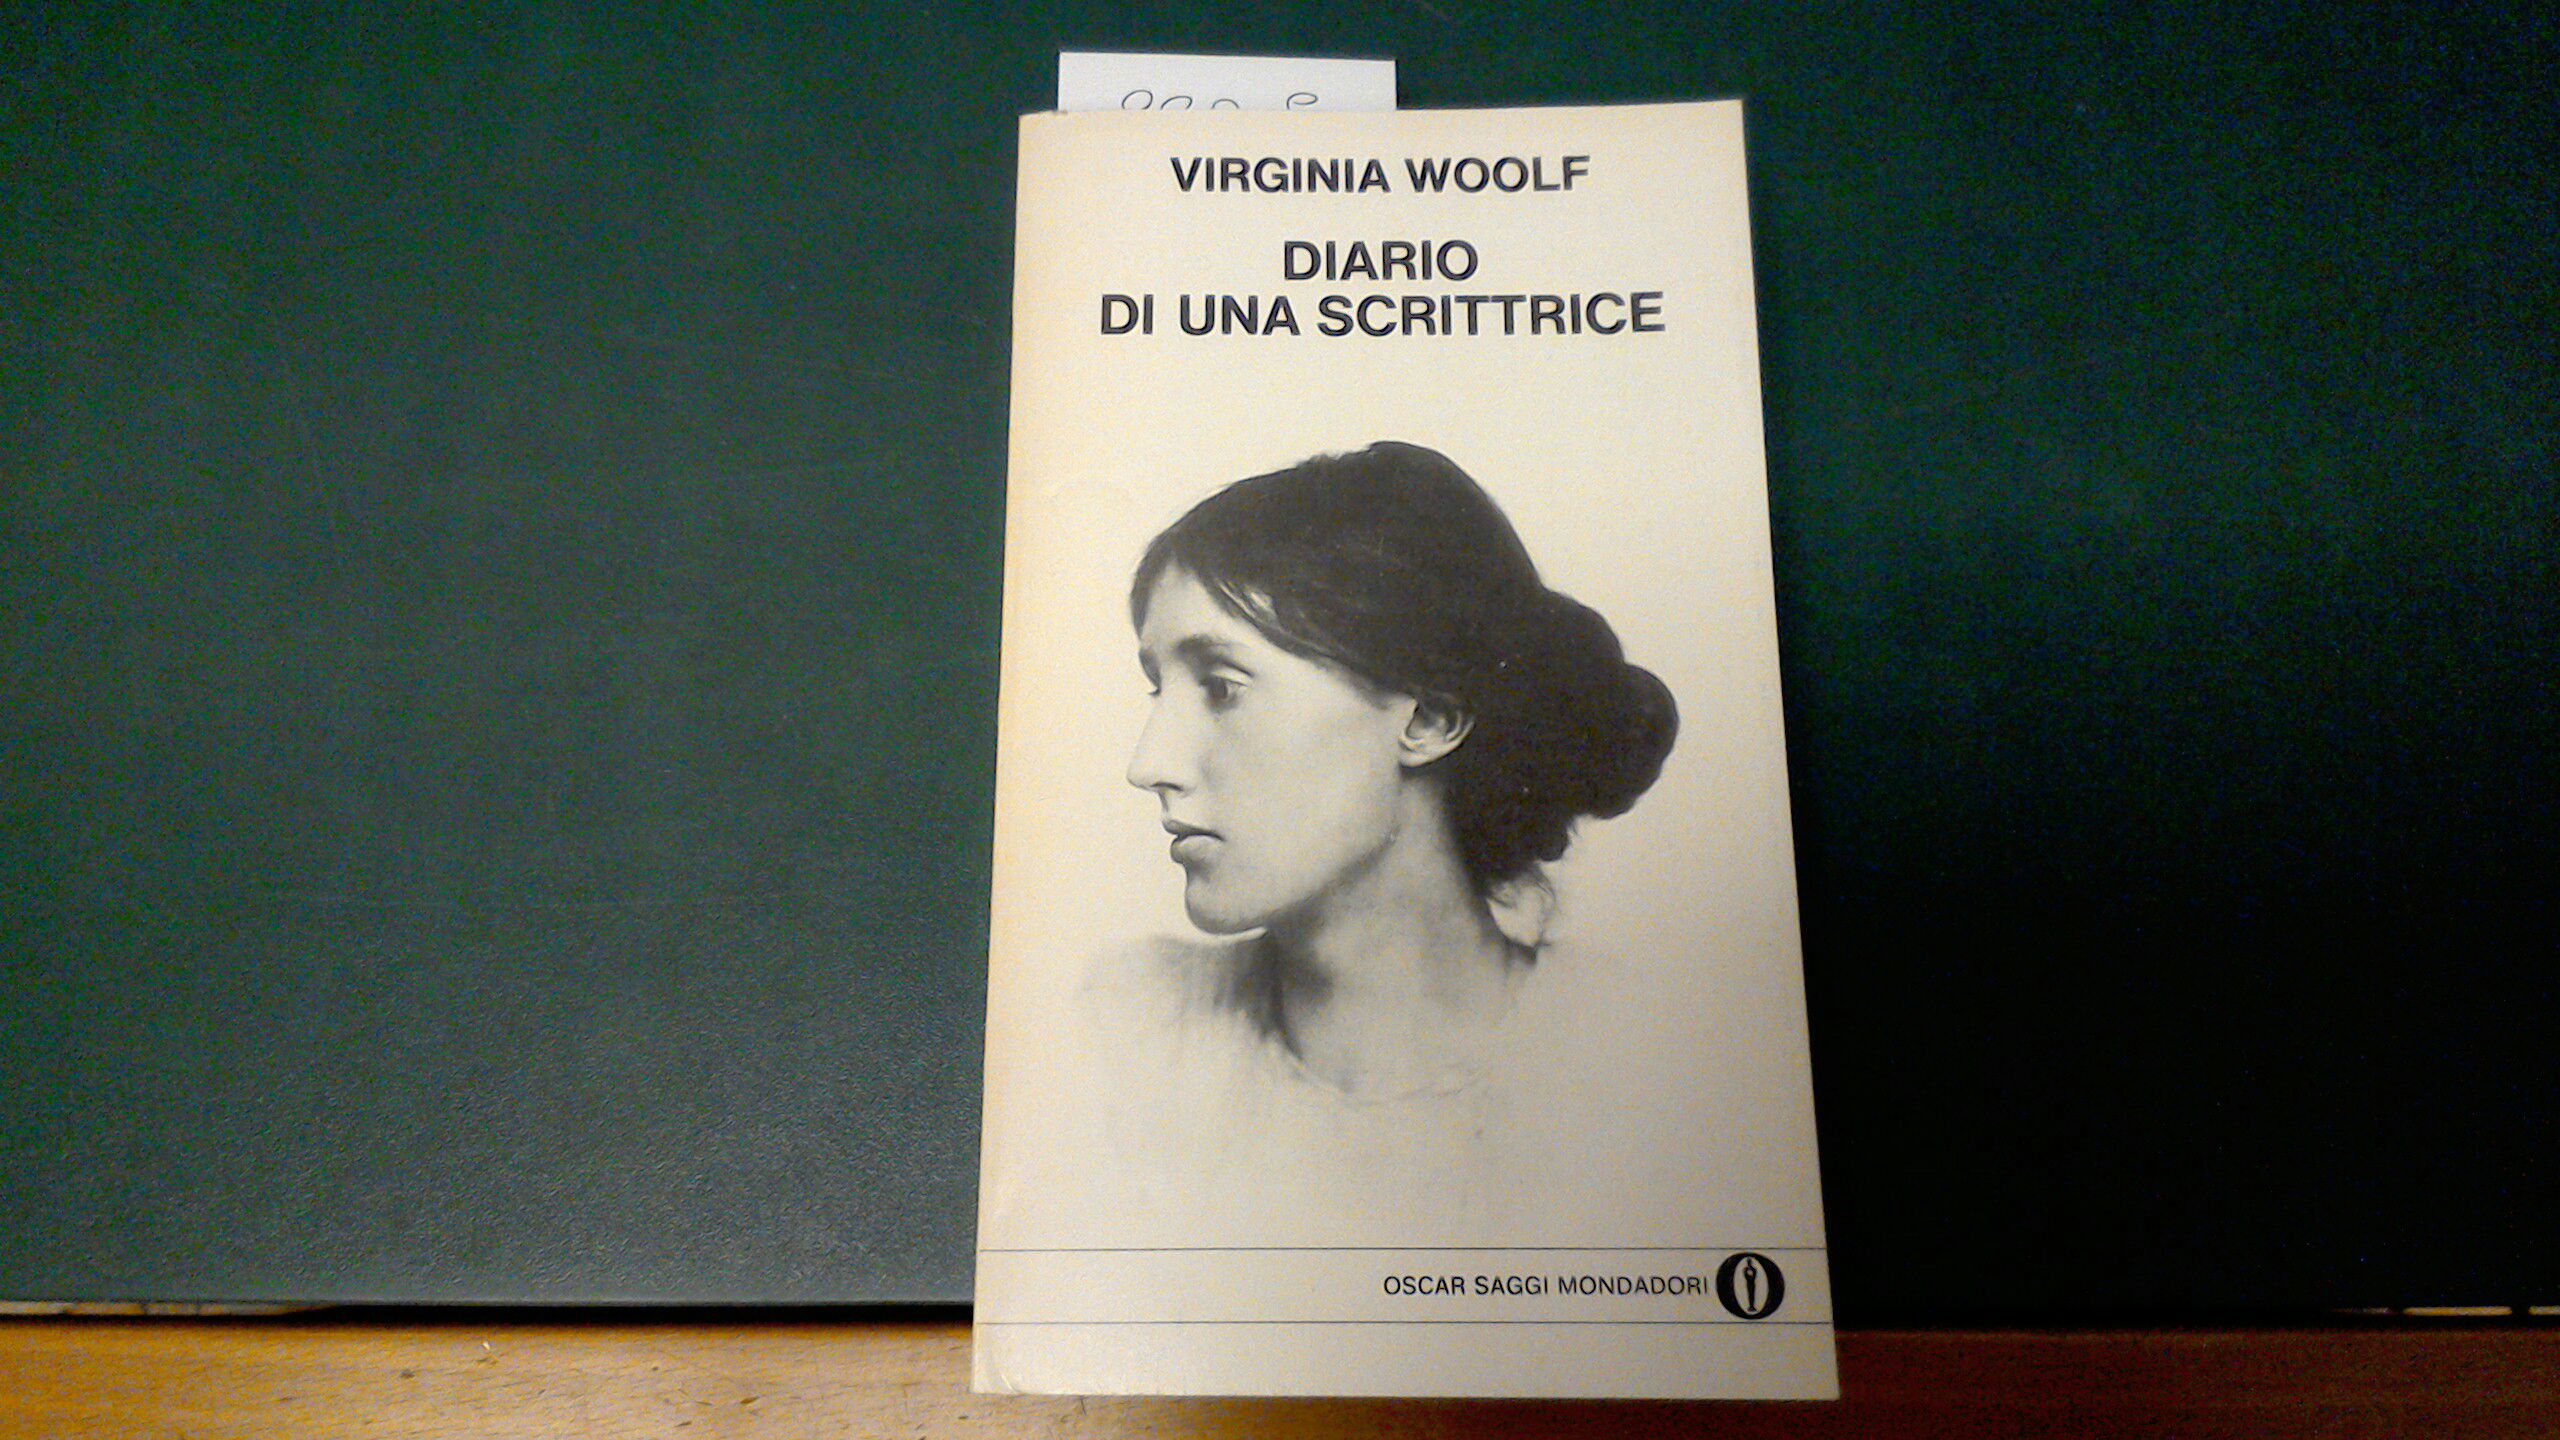 VIRGINIA WOOLF
DIARIO
DI UNA SCRITTRICE
OSCAR SAGGI MONDADORI